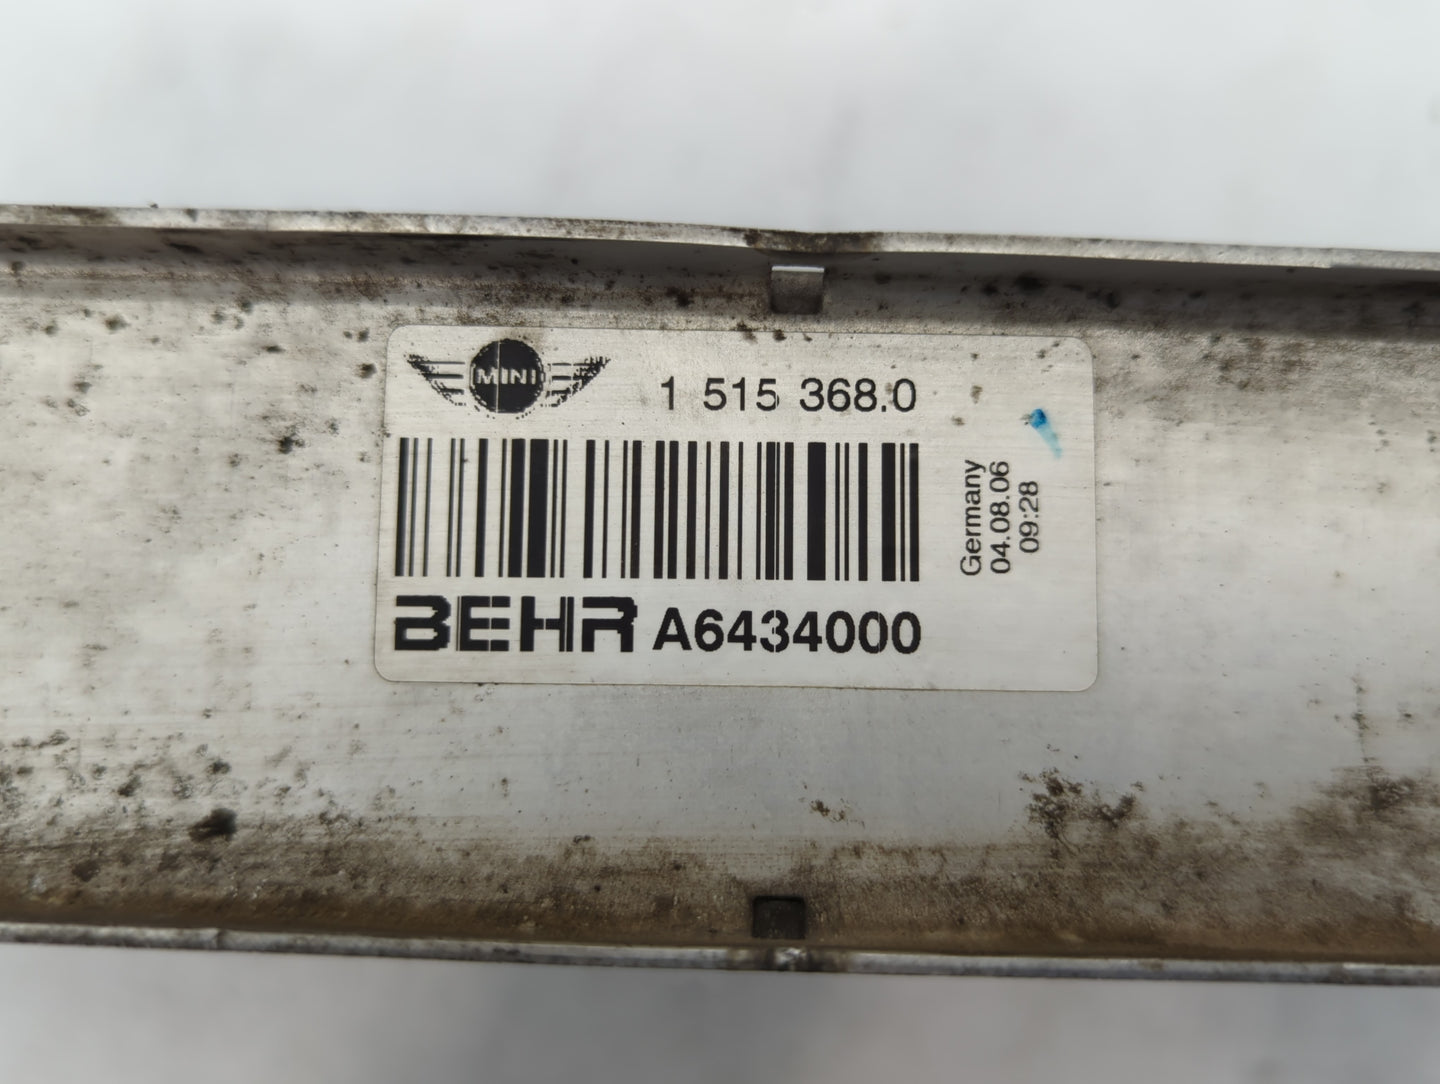 MINI
1 515 368.0
BEHR A6434000
Germany
04.08.06
09:28